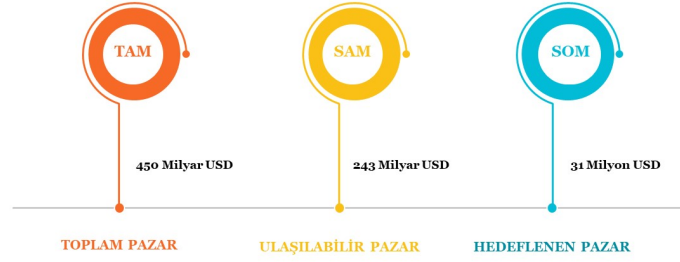 TAM
SAM
SOM
450 Milyar USD
243 Milyar USD
31 Milyon USD
TOPLAM PAZAR
ULAŞILABİLİR PAZAR
HEDEFLENEN PAZAR